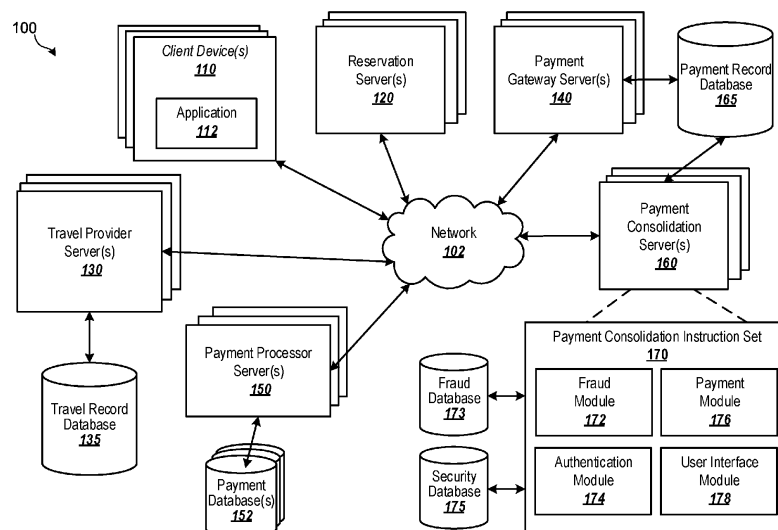 100
Client Device(s)
110
Application
112
Reservation
Server(s)
120
Payment
Gateway Server(s)
140
Payment Record
Database
165
Travel Provider
Server(s)
130
Network
102
Payment
Consolidation
Server(s)
160
Payment Processor
Server(s)
150
Travel Record
Database
135
Payment
Database(s)
152
Payment Consolidation Instruction Set
170
Fraud
Database
173
Fraud
Module
172
Payment
Module
176
Security
Database
175
Authentication
Module
174
User Interface
Module
178